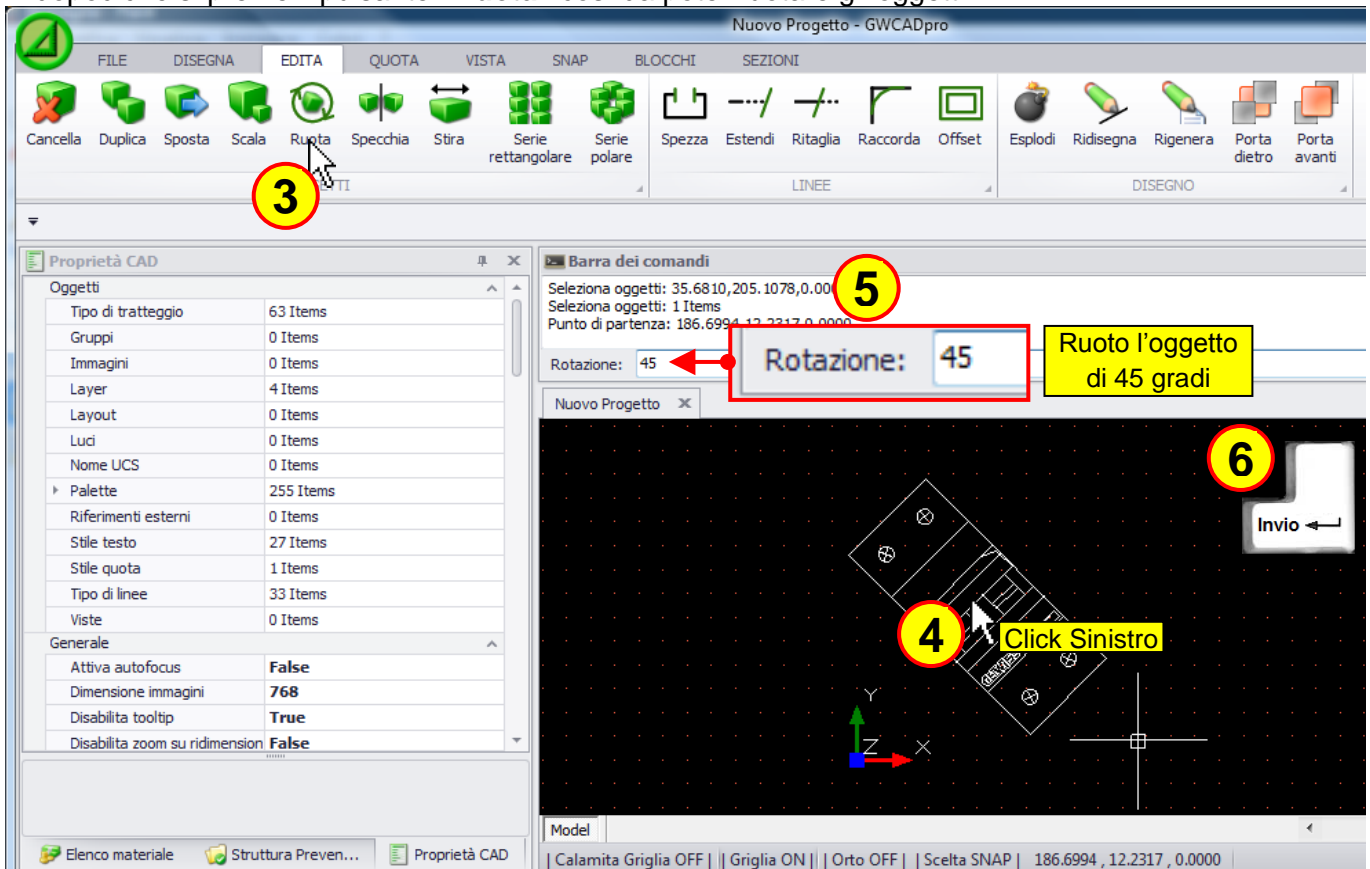 Nuovo Progetto - GWCADpro
FILE DISEGNA EDITA QUOTA VISTA SNAP BLOCCHI SEZIONI
Cancella Duplica Sposta Scala Ruota Specchia Stira Serie rettangolare Serie polare Spezza Estendi Ritaglia Raccorda Offset Esplodi Ridisegna Rigenera Porta dietro Porta avanti
3
LINEE DISEGNO
Proprietà CAD
Oggetti
Tipo di tratteggio 63 Items
Gruppi 0 Items
Immagini 0 Items
Layer 4 Items
Layout 0 Items
Luci 0 Items
Nome UCS 0 Items
Palette 255 Items
Riferimenti esterni 0 Items
Stile testo 27 Items
Stile quota 1 Items
Tipo di linee 33 Items
Viste 0 Items
Generale
Attiva autofocus False
Dimensione immagini 768
Disabilita tooltip True
Disabilita zoom su ridimension False
Elenco materiale Struttura Preven... Proprietà CAD
Barra dei comandi
Seleziona oggetti: 35.6810,205.1078,0.00
5
Seleziona oggetti: 1 Items
Punto di partenza: 186.6994,12.2317,0.0000
Rotazione: 45
Rotazione: 45
Ruoto l'oggetto
di 45 gradi
Nuovo Progetto
6
Invio
4
Click Sinistro
Y
Z X
Model
| Calamita Griglia OFF | | Griglia ON | | Orto OFF | | Scelta SNAP | 186.6994 , 12.2317 , 0.0000